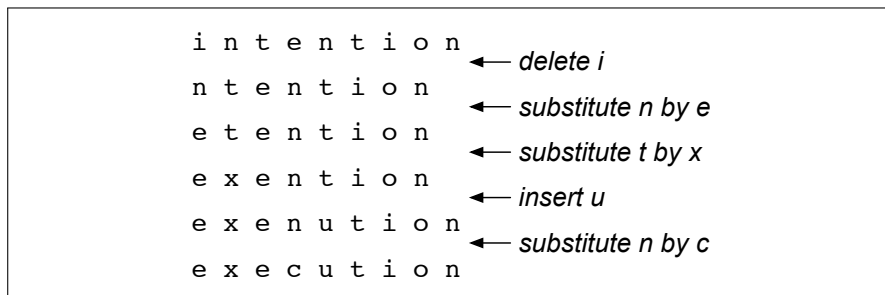 i n t e n t i o n
delete i
n t e n t i o n
substitute n by e
e t e n t i o n
substitute t by x
e x e n t i o n
insert u
e x e n u t i o n
substitute n by c
e x e c u t i o n